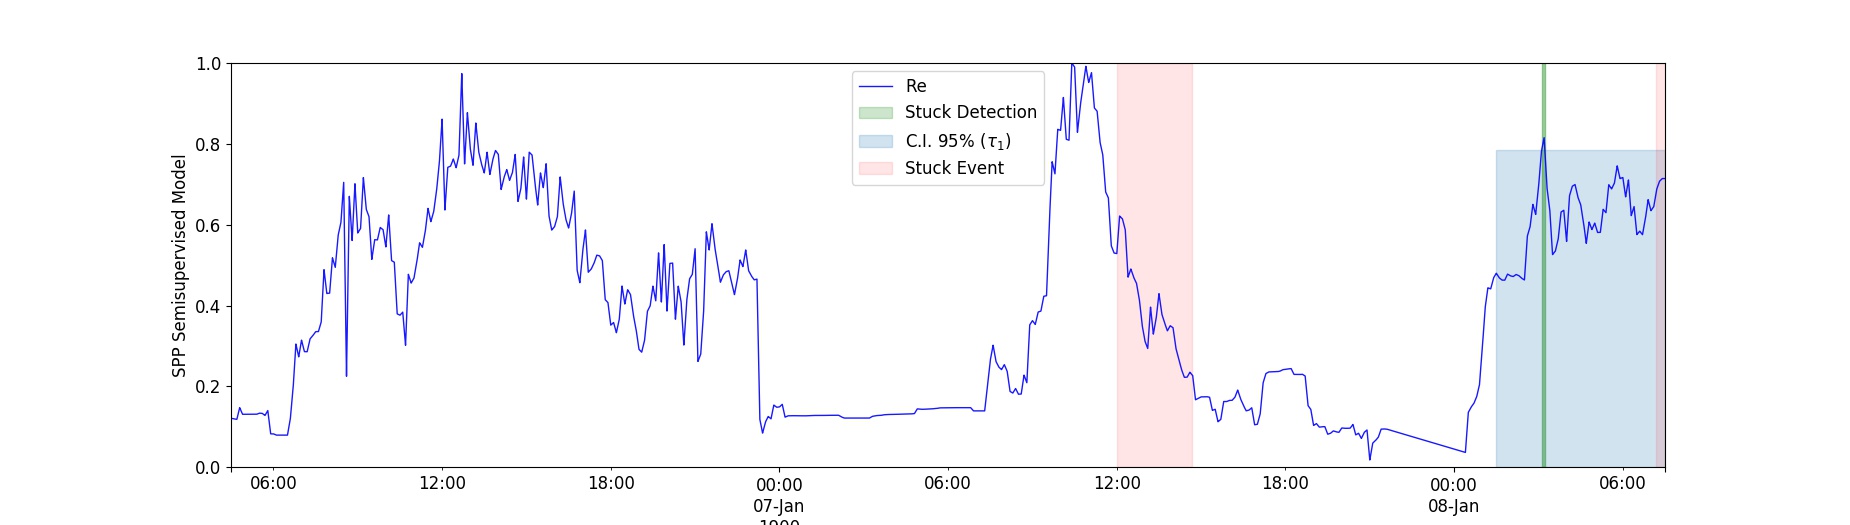 SPP Semisupervised Model
1.0
0.8
0.6
0.4
0.2
0.0
Re
Stuck Detection
C.I. 95% (τ₁)
Stuck Event
06:00 12:00 18:00 00:00 06:00 12:00 18:00 00:00 06:00
07-Jan 08-Jan